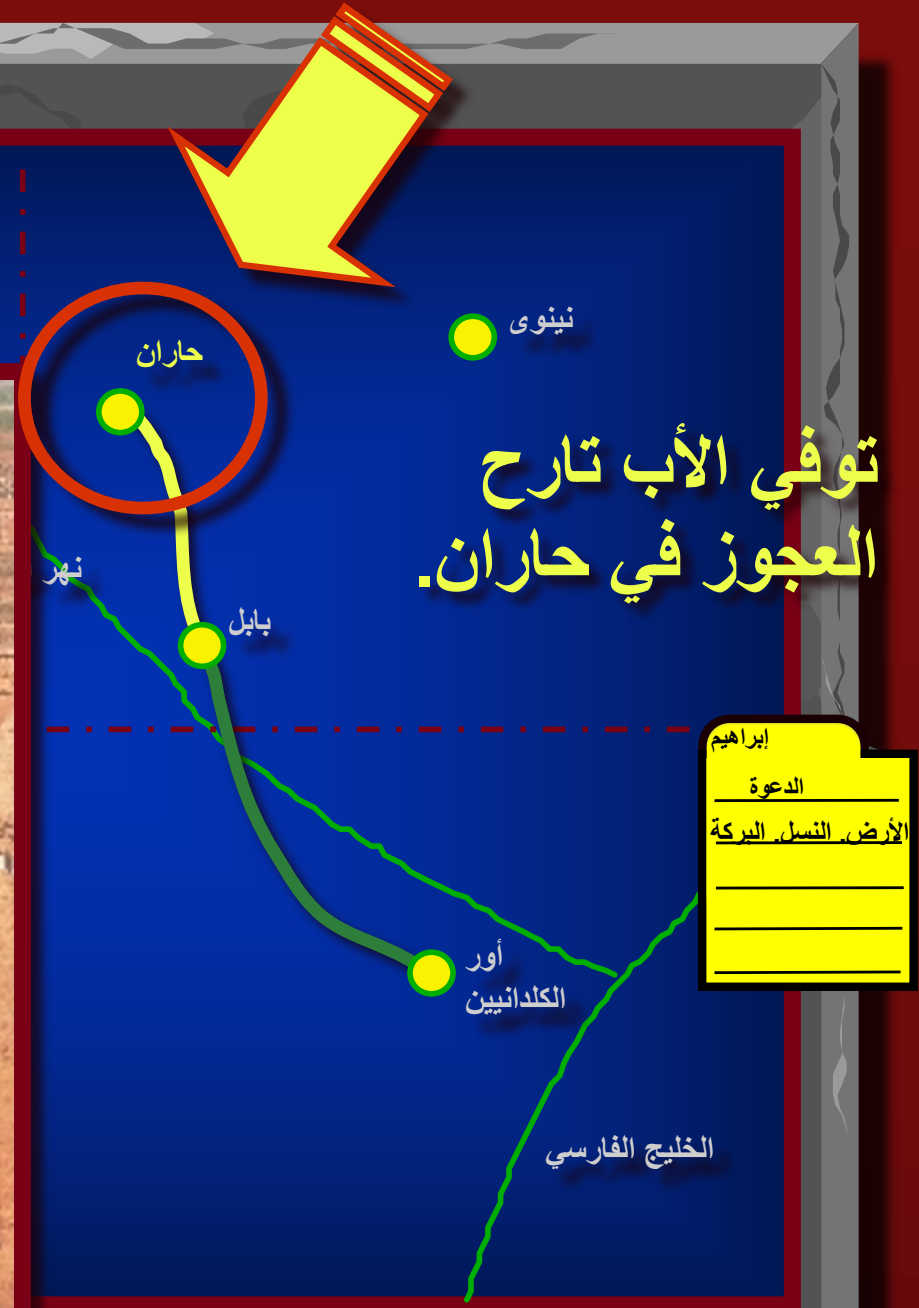 نينوى
حاران
توفي الأب تارح
العجوز في حاران.
نهر
بابل
إبراهيم
الدعوة
الأرض. النسل. البركة
أور
الكلدانيين
الخليج الفارسي